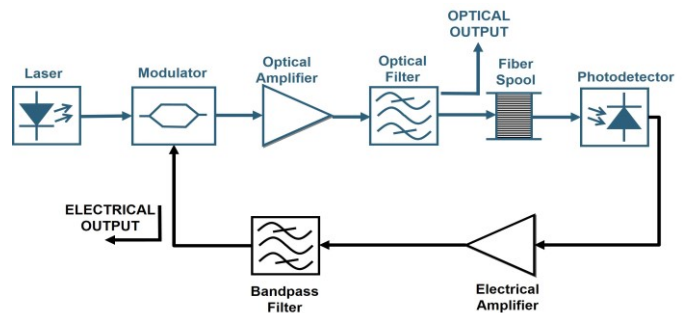 OPTICAL
OUTPUT
Laser
Modulator
Optical
Amplifier
Optical
Filter
Fiber
Spool
Photodetector
ELECTRICAL
OUTPUT
Bandpass
Filter
Electrical
Amplifier